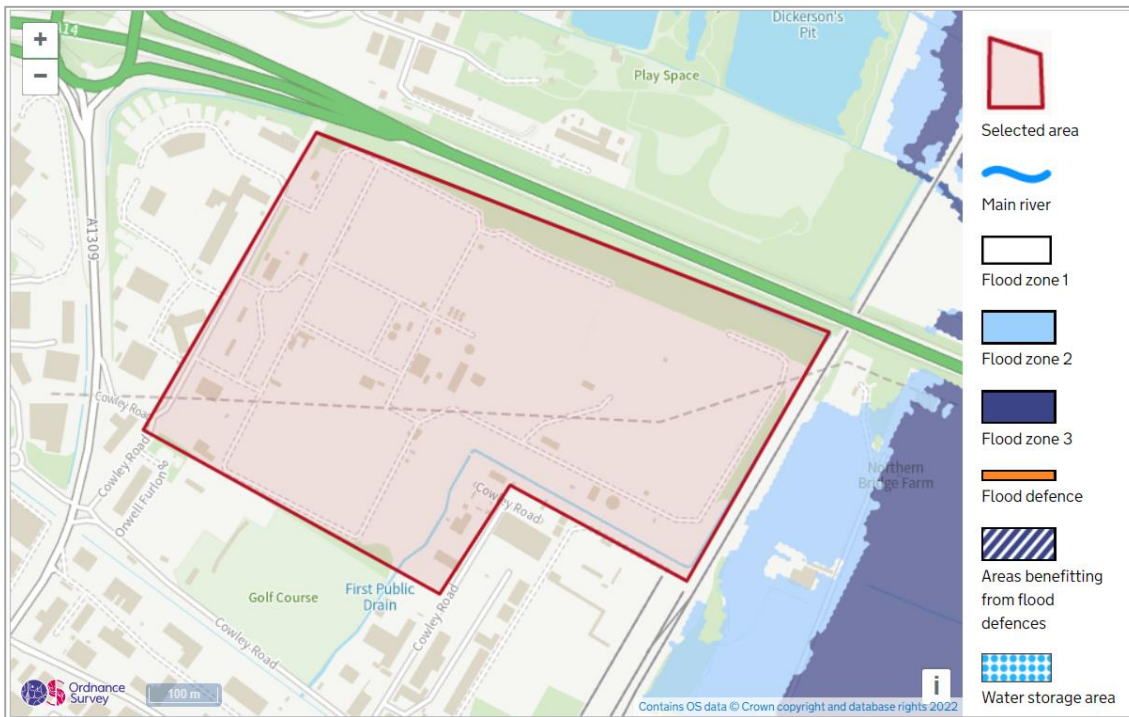 +
−
A14
Dickerson's
Pit
Play Space
A1309
Cowley Road
Cowley Road
Orwell Furlong
Cowley Road
Northern
Bridge Farm
Golf Course
First Public
Drain
Cowley Road
Cowley Road
Ordnance
Survey
100 m
i
Contains OS data © Crown copyright and database rights 2022
Selected area
Main river
Flood zone 1
Flood zone 2
Flood zone 3
Flood defence
Areas benefitting
from flood
defences
Water storage area